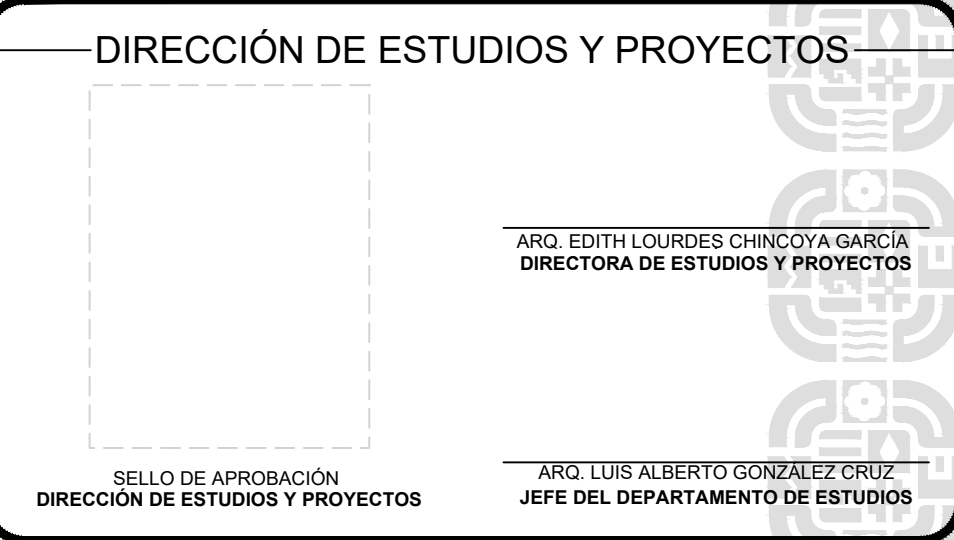 DIRECCIÓN DE ESTUDIOS Y PROYECTOS
ARQ. EDITH LOURDES CHINCOYA GARCÍA
DIRECTORA DE ESTUDIOS Y PROYECTOS
SELLO DE APROBACIÓN
DIRECCIÓN DE ESTUDIOS Y PROYECTOS
ARQ. LUIS ALBERTO GONZÁLEZ CRUZ
JEFE DEL DEPARTAMENTO DE ESTUDIOS